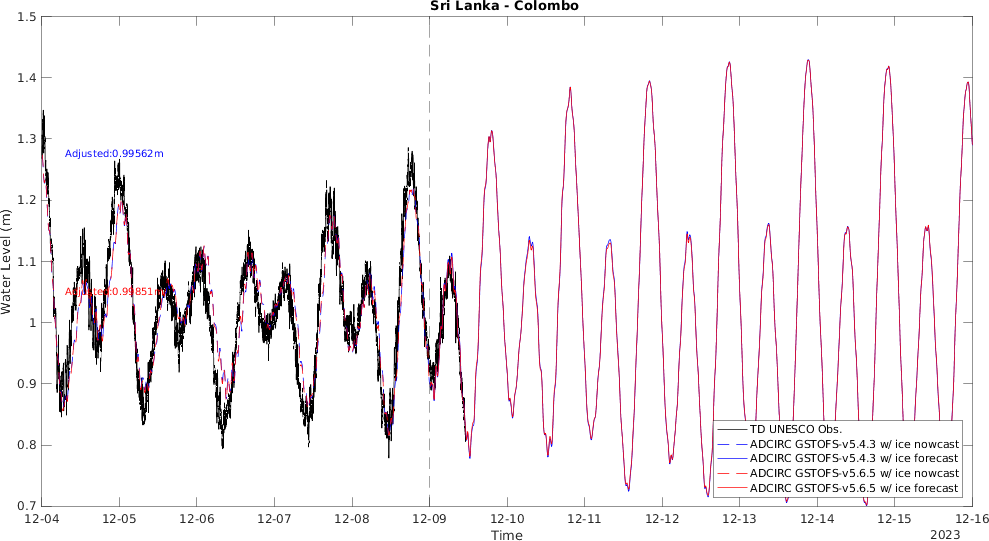 Sri Lanka - Colombo
1.5
1.4
1.3
1.2
1.1
1
0.9
0.8
0.7
Water Level (m)
Adjusted:0.99562m
Adjusted:0.99851m
TD UNESCO Obs.
ADCIRC GSTOFS-v5.4.3 w/ ice nowcast
ADCIRC GSTOFS-v5.4.3 w/ ice forecast
ADCIRC GSTOFS-v5.6.5 w/ ice nowcast
ADCIRC GSTOFS-v5.6.5 w/ ice forecast
12-04 12-05 12-06 12-07 12-08 12-09 12-10 12-11 12-12 12-13 12-14 12-15 12-16
Time
2023